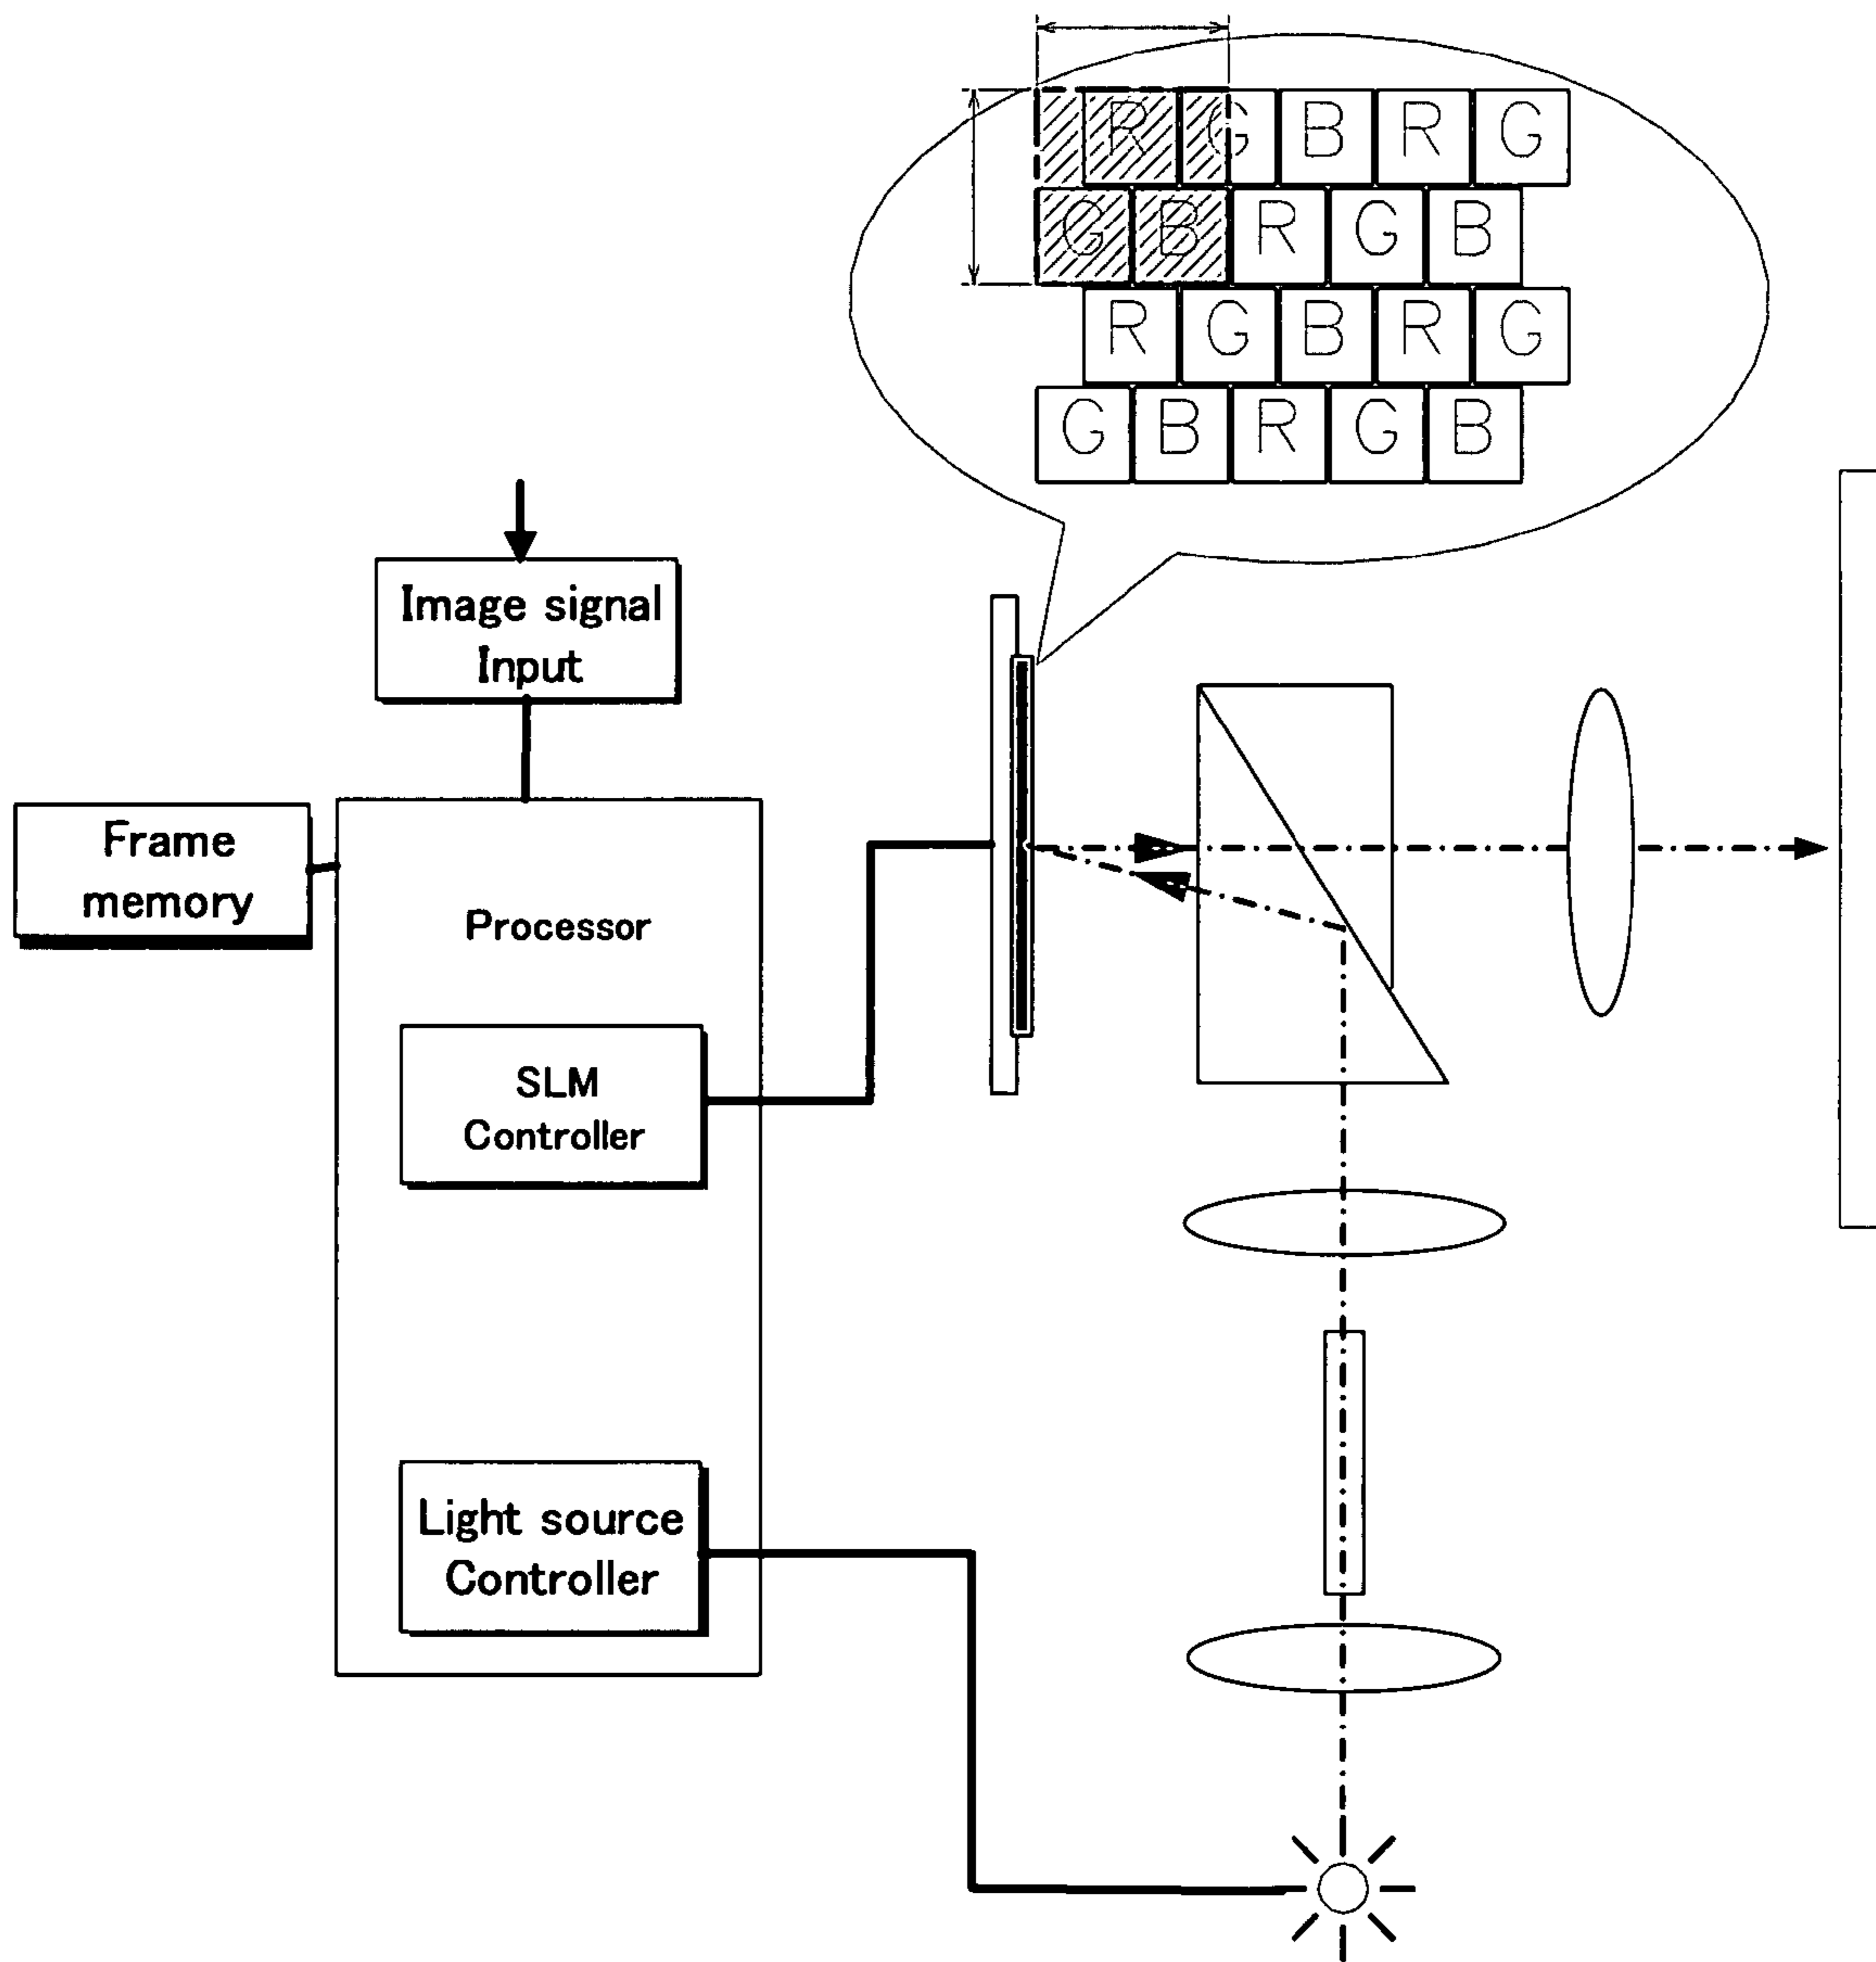 R G B R G
G B R G B
R G B R G
G B R G B
Image signal
Input
Frame
memory
Processor
SLM
Controller
Light source
Controller